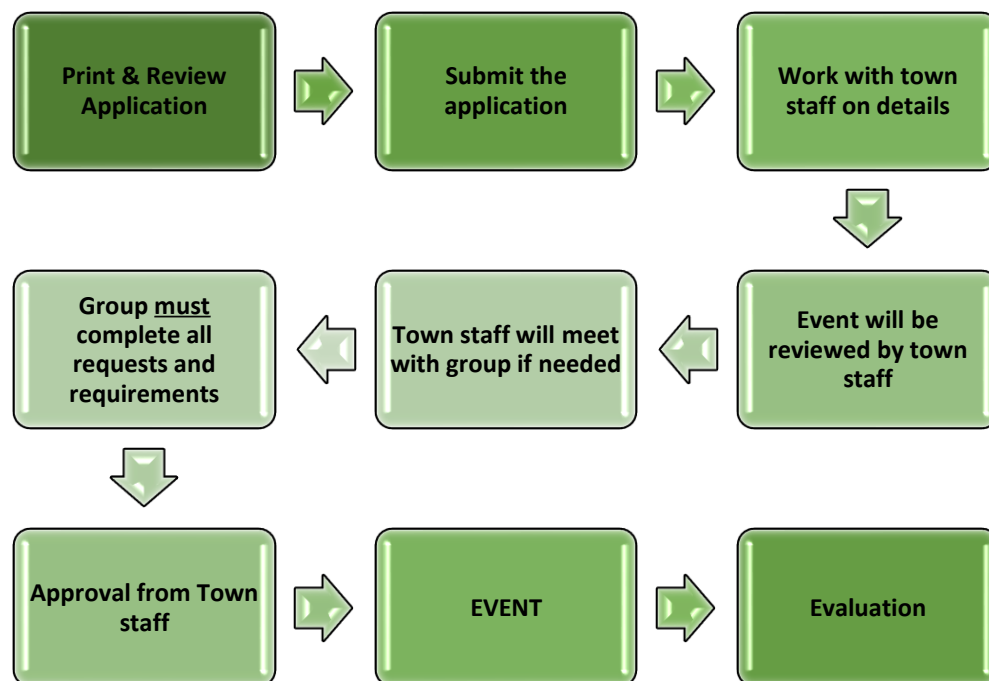 Print & Review
Application
Submit the
application
Work with town
staff on details
Event will be
reviewed by town
staff
Town staff will meet
with group if needed
Group must
complete all
requests and
requirements
Approval from Town
staff
EVENT
Evaluation